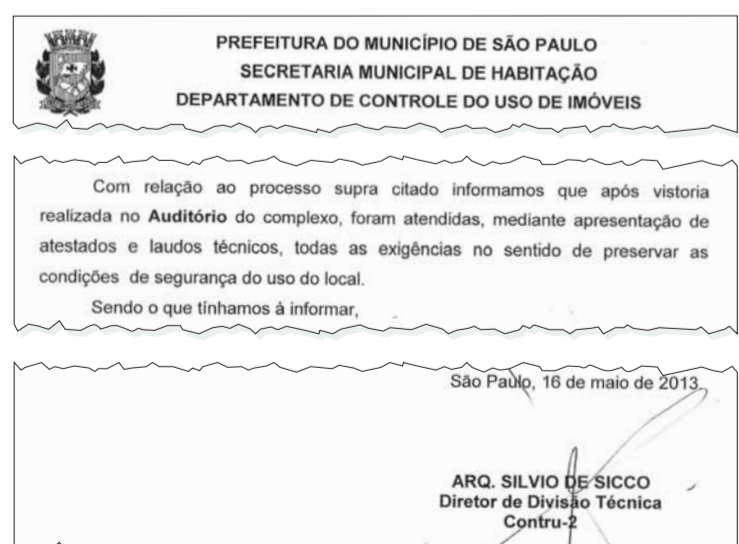 PREFEITURA DO MUNICÍPIO DE SÃO PAULO
SECRETARIA MUNICIPAL DE HABITAÇÃO
DEPARTAMENTO DE CONTROLE DO USO DE IMÓVEIS
Com relação ao processo supra citado informamos que após vistoria
realizada no Auditório do complexo, foram atendidas, mediante apresentação de
atestados e laudos técnicos, todas as exigências no sentido de preservar as
condições de segurança do uso do local.
Sendo o que tínhamos à informar,
São Paulo, 16 de maio de 2013.
ARQ. SILVIO DE SICCO
Diretor de Divisão Técnica
Contru-2